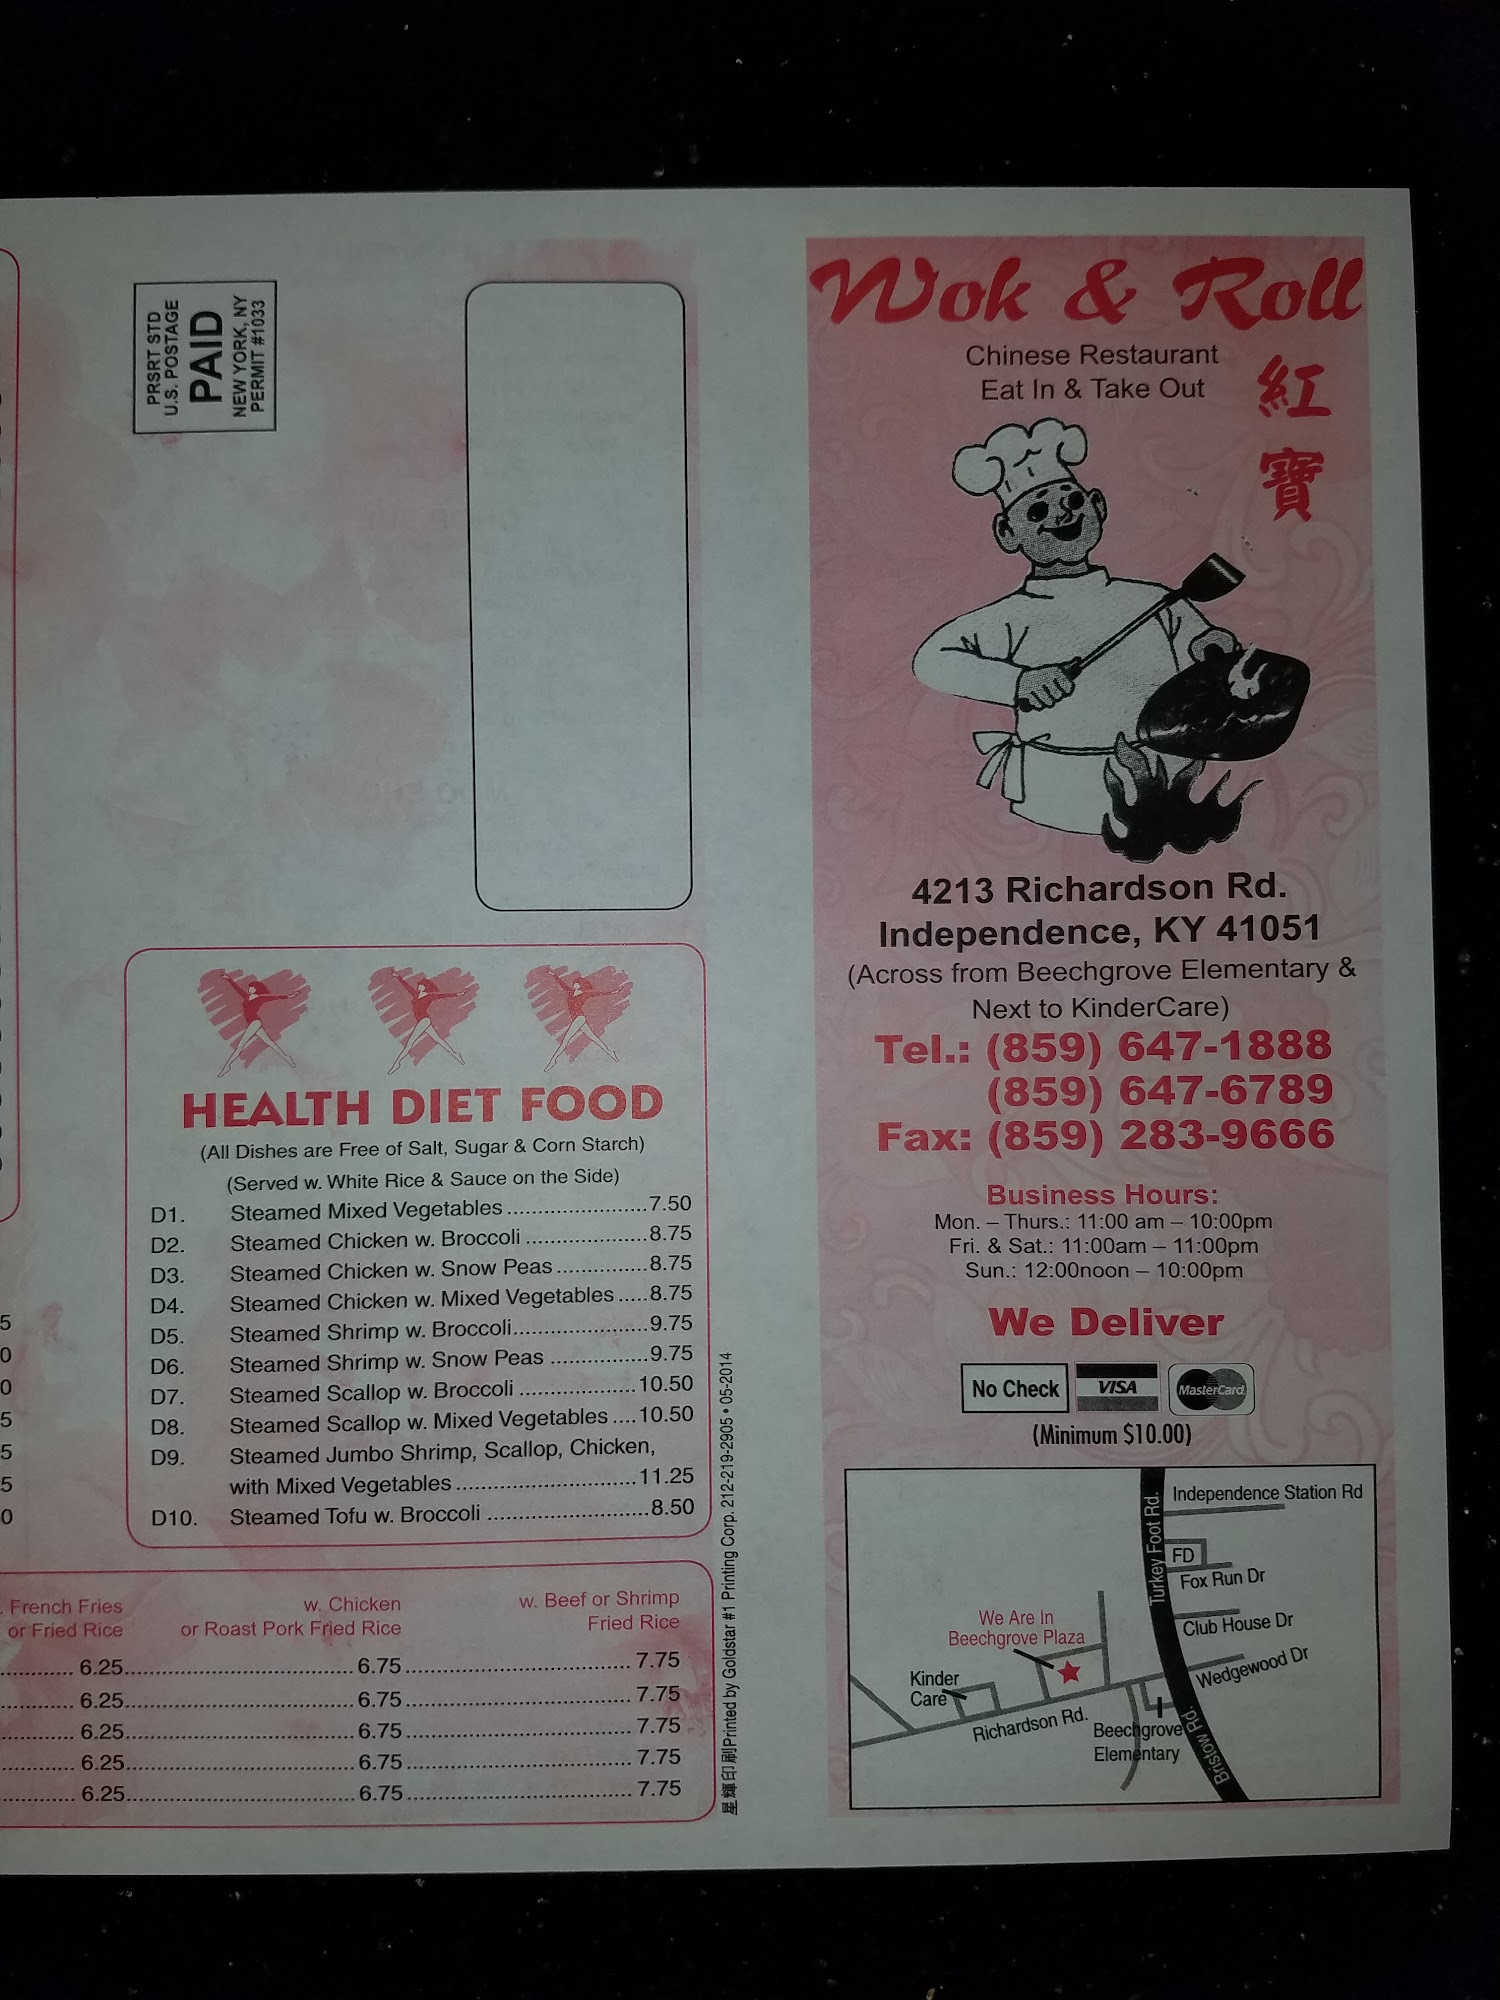 PRSRT STD
U.S. POSTAGE
PAID
NEW YORK, NY
PERMIT #1033
HEALTH DIET FOOD
(All Dishes are Free of Salt, Sugar & Corn Starch)
(Served w. White Rice & Sauce on the Side)
D1. Steamed Mixed Vegetables ........................7.50
D2. Steamed Chicken w. Broccoli .....................8.75
D3. Steamed Chicken w. Snow Peas................8.75
D4. Steamed Chicken w. Mixed Vegetables .....8.75
D5. Steamed Shrimp w. Broccoli.......................9.75
D6. Steamed Shrimp w. Snow Peas .................9.75
D7. Steamed Scallop w. Broccoli ....................10.50
D8. Steamed Scallop w. Mixed Vegetables ....10.50
D9. Steamed Jumbo Shrimp, Scallop, Chicken,
with Mixed Vegetables ...............................11.25
D10. Steamed Tofu w. Broccoli ............................8.50
French Fries
or Fried Rice
w. Chicken
or Roast Pork Fried Rice
w. Beef or Shrimp
Fried Rice
............ 6.25........................................ 6.75....................................... 7.75
............ 6.25........................................ 6.75....................................... 7.75
............ 6.25........................................ 6.75....................................... 7.75
............ 6.25........................................ 6.75....................................... 7.75
............ 6.25........................................ 6.75....................................... 7.75
星輝印刷Printed by Goldstar #1 Printing Corp. 212-219-2905 • 05-2014
Wok & Roll
Chinese Restaurant
Eat In & Take Out
紅
寶
4213 Richardson Rd.
Independence, KY 41051
(Across from Beechgrove Elementary &
Next to KinderCare)
Tel.: (859) 647-1888
(859) 647-6789
Fax: (859) 283-9666
Business Hours:
Mon. – Thurs.: 11:00 am – 10:00pm
Fri. & Sat.: 11:00am – 11:00pm
Sun.: 12:00noon – 10:00pm
We Deliver
No Check VISA MasterCard
(Minimum $10.00)
Turkey Foot Rd.
Independence Station Rd
FD
Fox Run Dr
Club House Dr
Wedgewood Dr
We Are In
Beechgrove Plaza
Kinder
Care
Richardson Rd.
Beechgrove
Elementary
Bristow Rd.